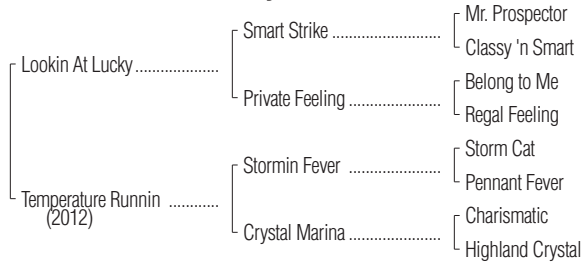 Mr. Prospector
Smart Strike ........................
Classy 'n Smart
Lookin At Lucky...................
Belong to Me
Private Feeling .....................
Regal Feeling
Storm Cat
Stormin Fever .....................
Pennant Fever
Temperature Runnin ...........
(2012)
Charismatic
Crystal Marina .....................
Highland Crystal